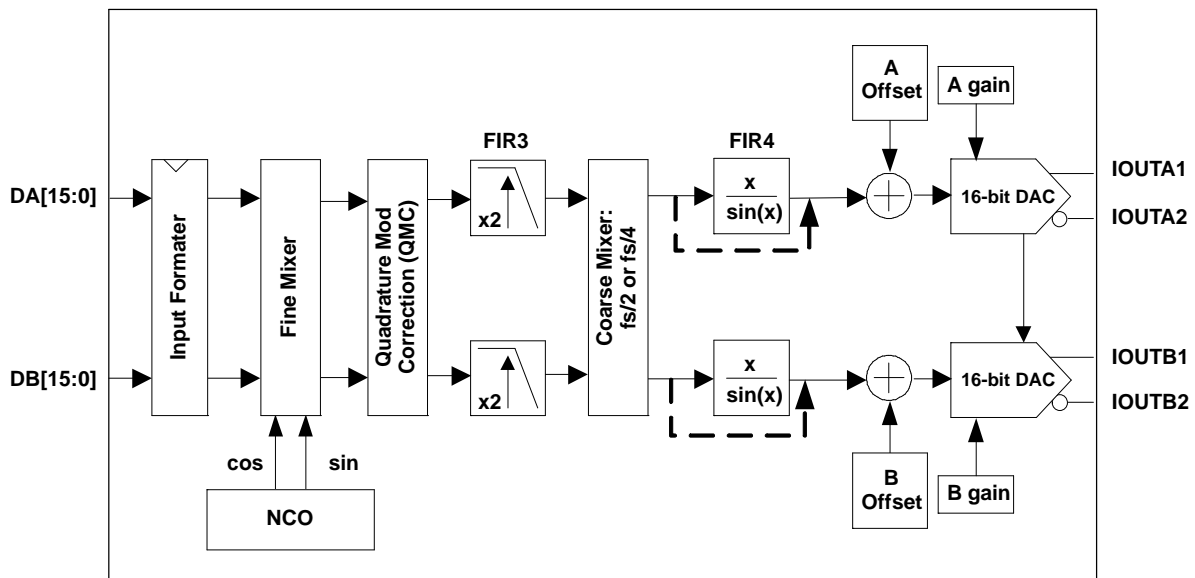 A
Offset
A gain
FIR3
FIR4
DA[15:0]
DB[15:0]
Input Formater
Fine Mixer
Quadrature Mod
Correction (QMC)
x2
x2
Coarse Mixer:
fs/2 or fs/4
x
sin(x)
x
sin(x)
16-bit DAC
16-bit DAC
IOUTA1
IOUTA2
IOUTB1
IOUTB2
cos
sin
NCO
B
Offset
B gain